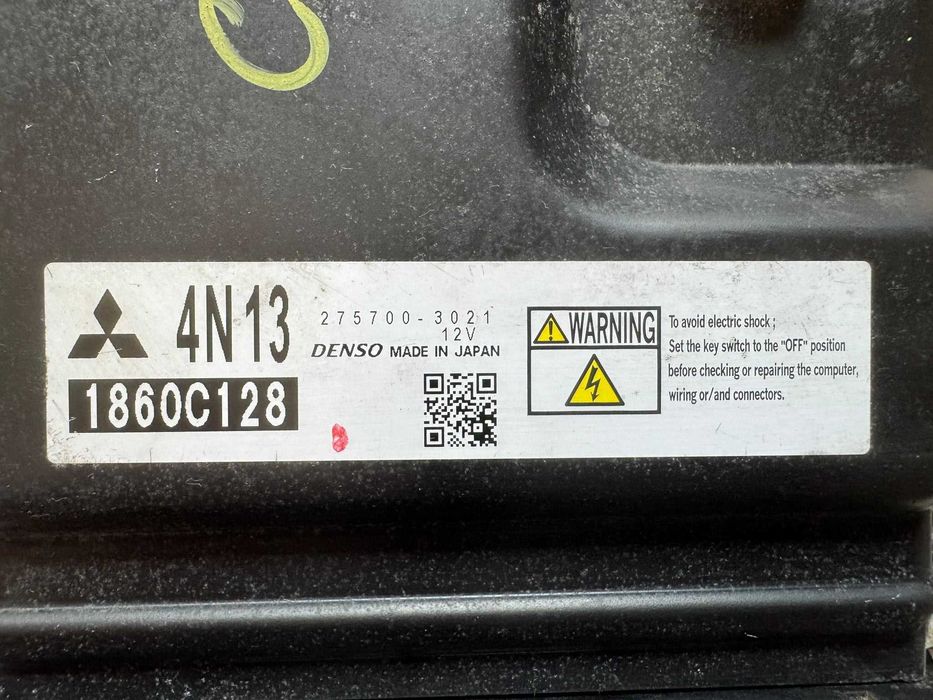 4N13
1860C128
275700-3021
12V
DENSO MADE IN JAPAN
WARNING
To avoid electric shock ;
Set the key switch to the "OFF" position
before checking or repairing the computer,
wiring or/and connectors.